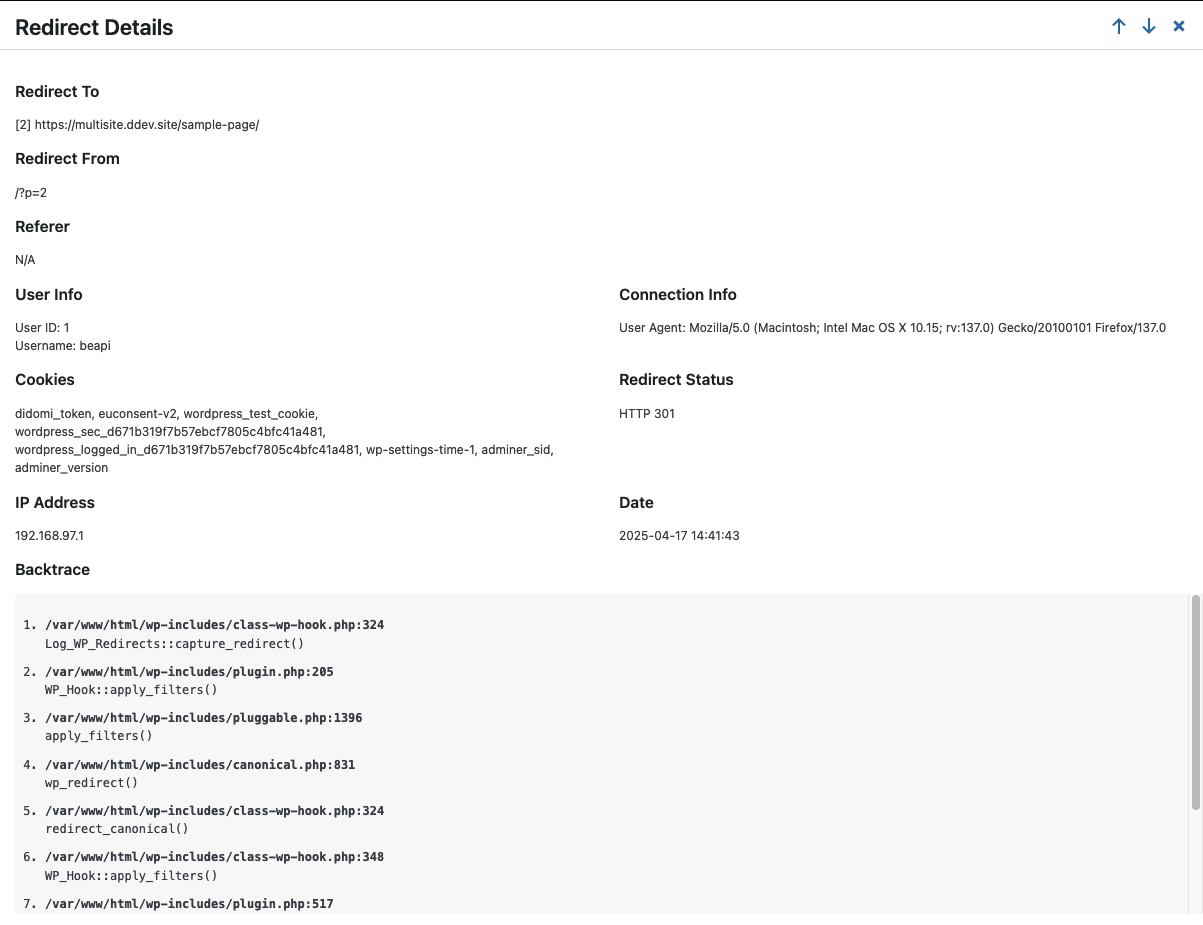 Redirect Details
Redirect To
[2] https://multisite.ddev.site/sample-page/
Redirect From
/?p=2
Referer
N/A
User Info
User ID: 1
Username: beapi
Connection Info
User Agent: Mozilla/5.0 (Macintosh; Intel Mac OS X 10.15; rv:137.0) Gecko/20100101 Firefox/137.0
Cookies
didomi_token, euconsent-v2, wordpress_test_cookie,
wordpress_sec_d671b319f7b57ebcf7805c4bfc41a481,
wordpress_logged_in_d671b319f7b57ebcf7805c4bfc41a481, wp-settings-time-1, adminer_sid,
adminer_version
Redirect Status
HTTP 301
IP Address
192.168.97.1
Date
2025-04-17 14:41:43
Backtrace
1. /var/www/html/wp-includes/class-wp-hook.php:324
Log_WP_Redirects::capture_redirect()
2. /var/www/html/wp-includes/plugin.php:205
WP_Hook::apply_filters()
3. /var/www/html/wp-includes/pluggable.php:1396
apply_filters()
4. /var/www/html/wp-includes/canonical.php:831
wp_redirect()
5. /var/www/html/wp-includes/class-wp-hook.php:324
redirect_canonical()
6. /var/www/html/wp-includes/class-wp-hook.php:348
WP_Hook::apply_filters()
7. /var/www/html/wp-includes/plugin.php:517